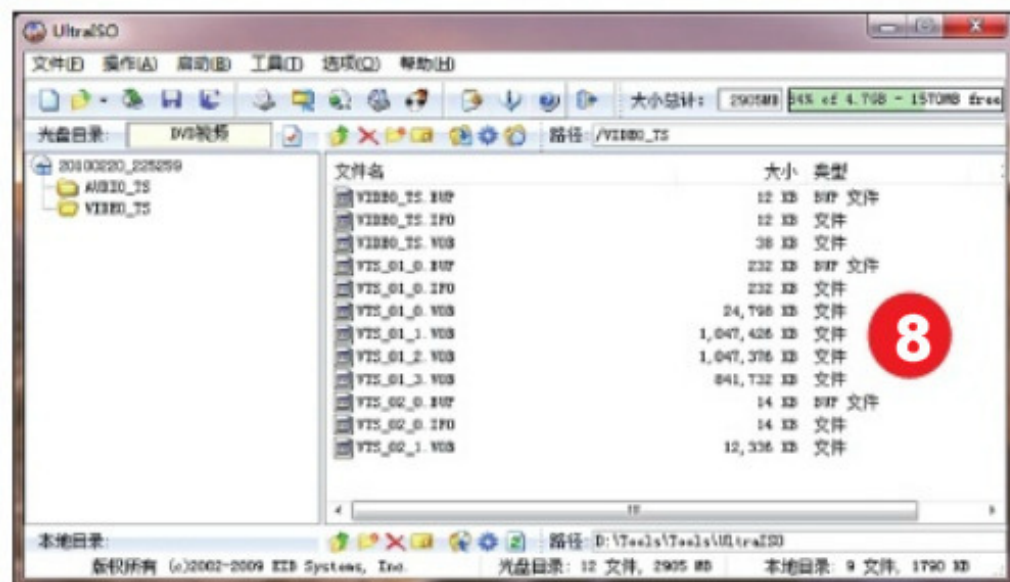 UltraISO
文件(F) 操作(A) 启动(B) 工具(T) 选项(O) 帮助(H)
大小总计: 2905MB 64% of 4.7GB - 1570MB free
光盘目录: DVD视频 路径: /VIDEO_TS
20100220_225259
AUDIO_TS
VIDEO_TS
文件名 大小 类型
VIDEO_TS.BUP 12 KB BUP 文件
VIDEO_TS.IFO 12 KB 文件
VIDEO_TS.VOB 38 KB 文件
VTS_01_0.BUP 232 KB BUP 文件
VTS_01_0.IFO 232 KB 文件
VTS_01_0.VOB 24,798 KB 文件
VTS_01_1.VOB 1,047,426 KB 文件
VTS_01_2.VOB 1,047,376 KB 文件
VTS_01_3.VOB 841,732 KB 文件
VTS_02_0.BUP 14 KB BUP 文件
VTS_02_0.IFO 14 KB 文件
VTS_02_1.VOB 12,336 KB 文件
8
本地目录: 路径: D:\Tools\Tools\UltraISO
版权所有 (c)2002-2009 EZB Systems, Inc. 光盘目录: 12 文件, 2905 MB 本地目录: 9 文件, 1790 KB